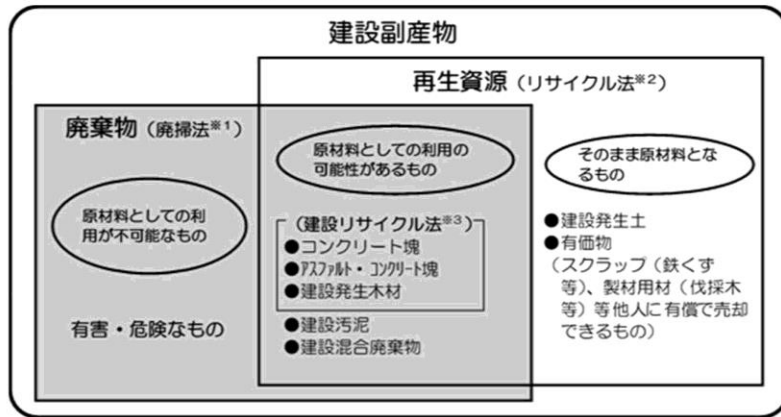 建設副産物
再生資源（リサイクル法※2）
廃棄物（廃掃法※1）
原材料としての利用の
可能性があるもの
そのまま原材料とな
るもの
原材料としての利
用が不可能なもの
（建設リサイクル法※3）
●コンクリート塊
●ｱｽﾌｧﾙﾄ・ｺﾝｸﾘｰﾄ塊
●建設発生木材
●建設汚泥
●建設混合廃棄物
有害・危険なもの
●建設発生土
●有価物
（スクラップ（鉄くず
等）、製材用材（伐採木
等）等他人に有償で売却
できるもの）